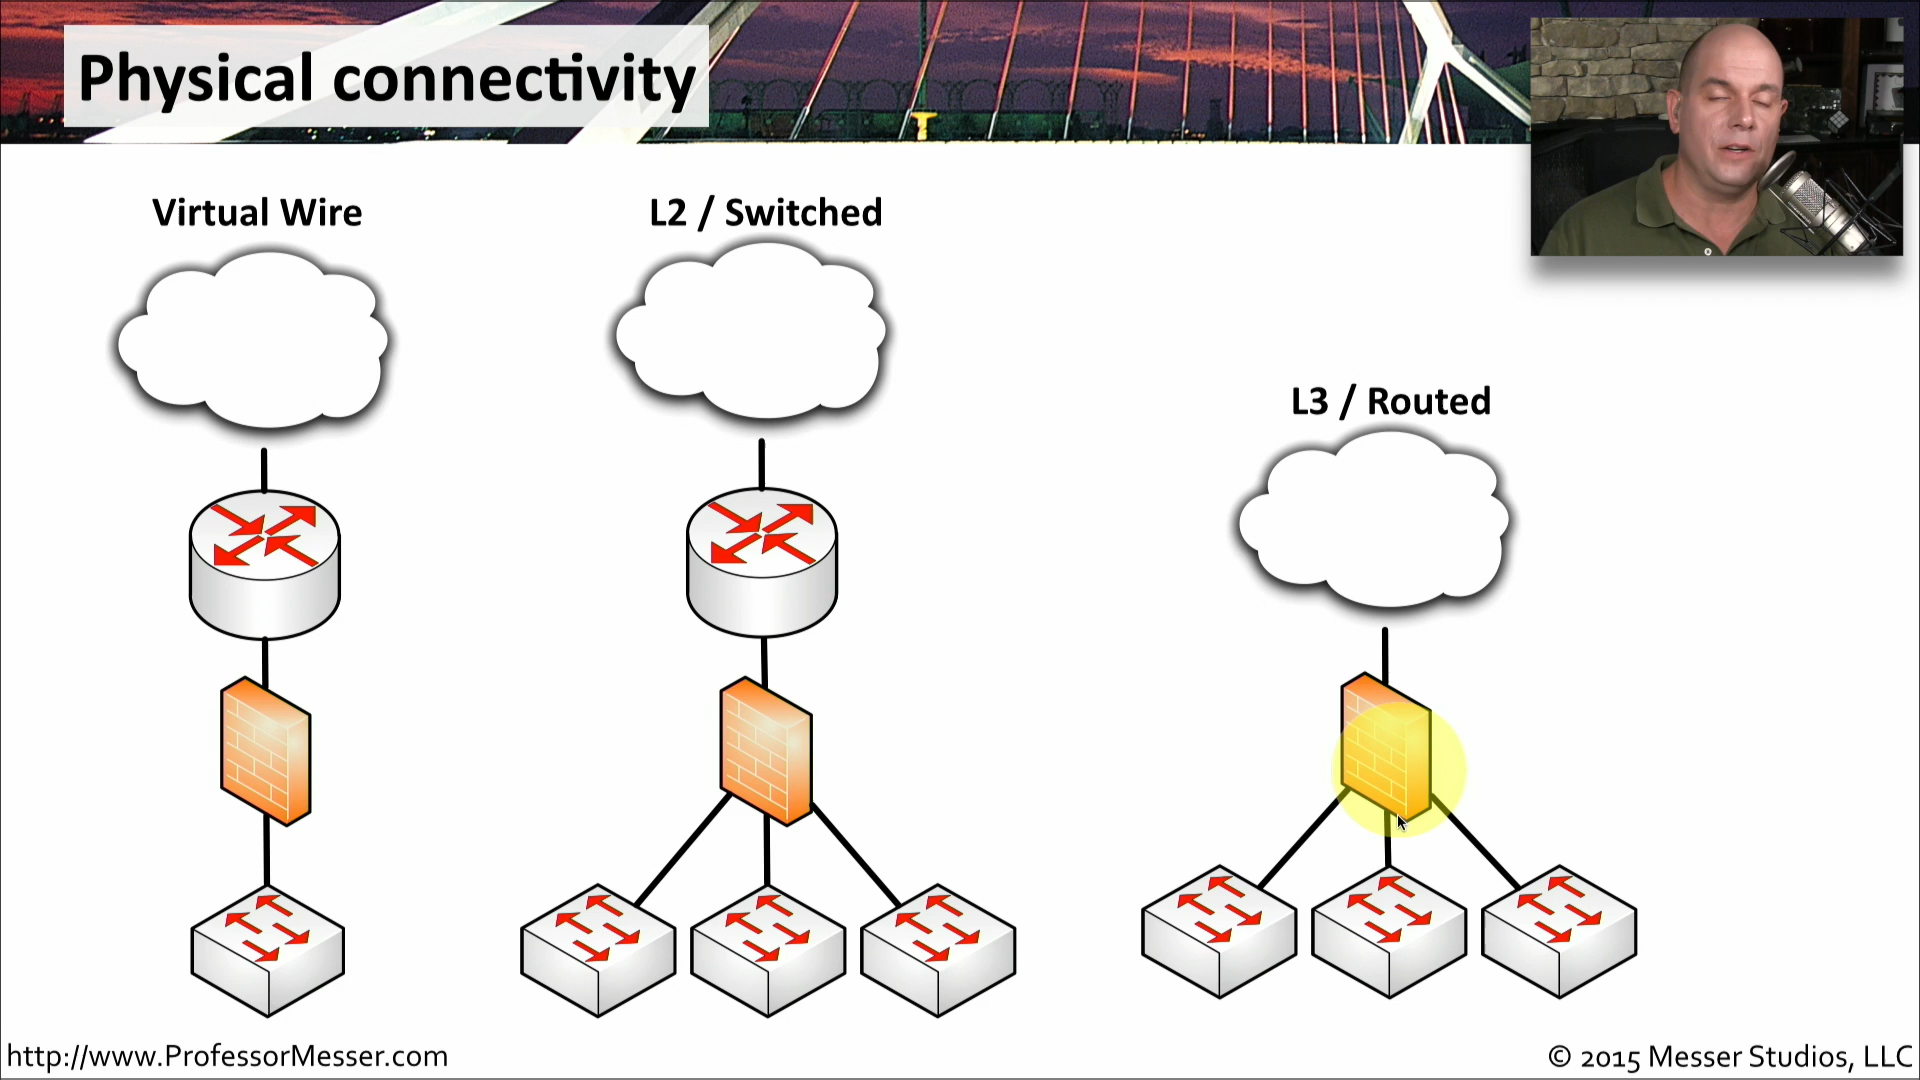 Physical connectivity
Virtual Wire
L2 / Switched
L3 / Routed
http://www.ProfessorMesser.com
© 2015 Messer Studios, LLC